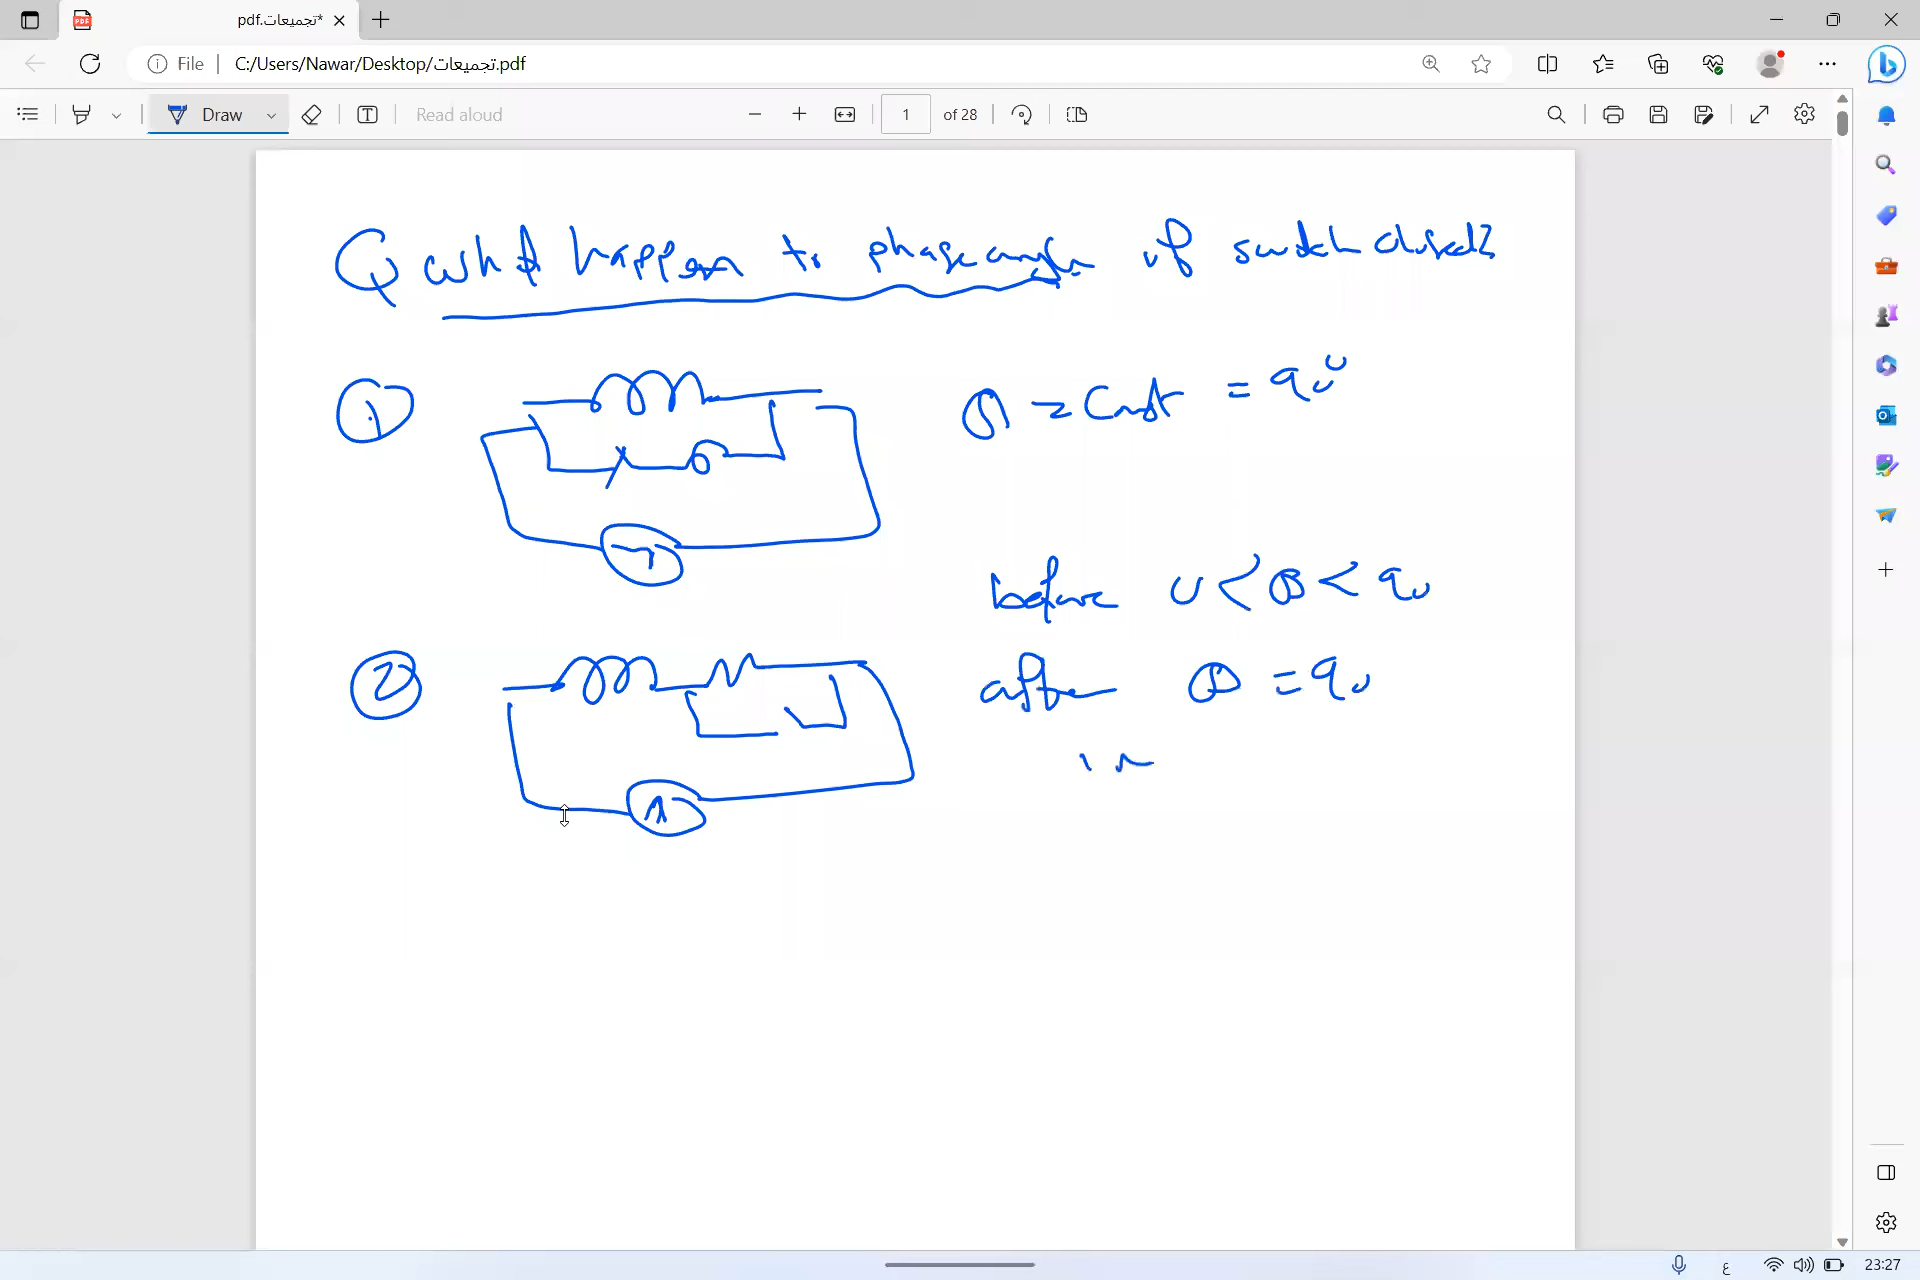 تجميعات.pdf*
File C:/Users/Nawar/Desktop/تجميعات.pdf
Draw Read aloud 1 of 28
Q what happen to phase angle if switch closed?
1 Ꮎ = Const = 90°
before 0 < Ꮎ < 90
2 after Ꮎ = 90
in
ع 23:27